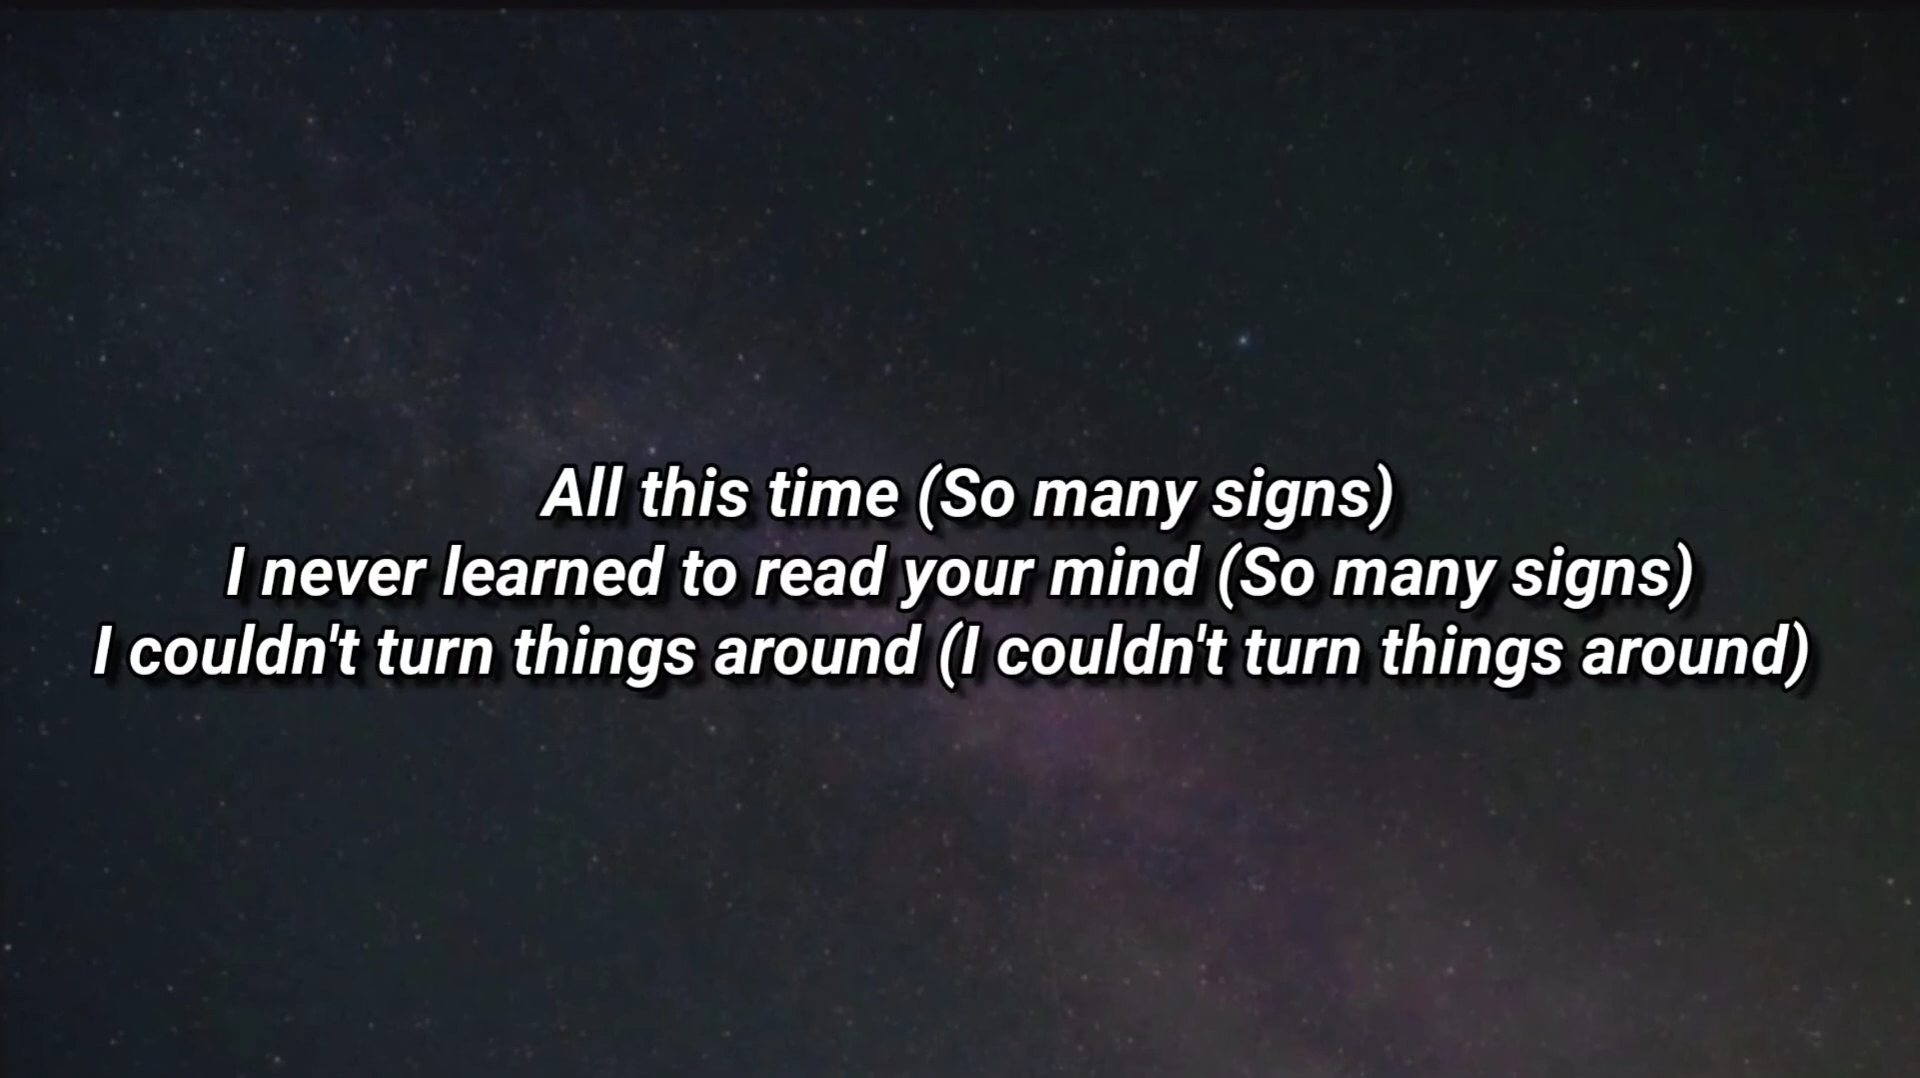 All this time (So many signs)
I never learned to read your mind (So many signs)
I couldn't turn things around (I couldn't turn things around)